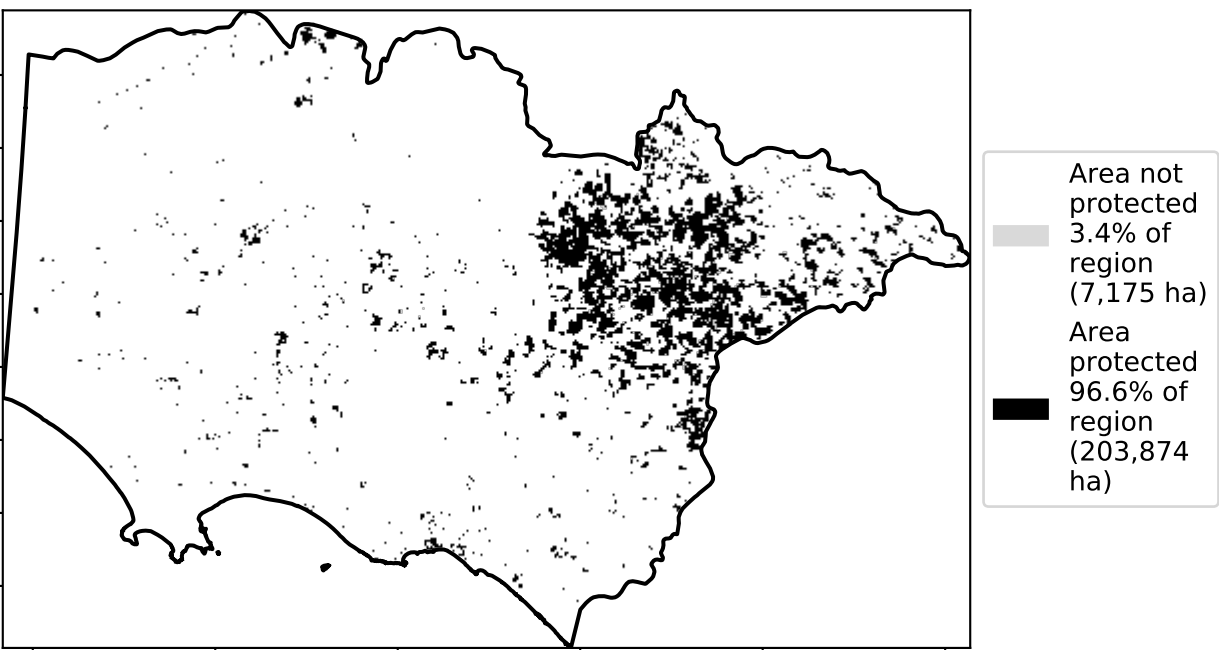 Area not
protected
3.4% of
region
(7,175 ha)
Area
protected
96.6% of
region
(203,874
ha)